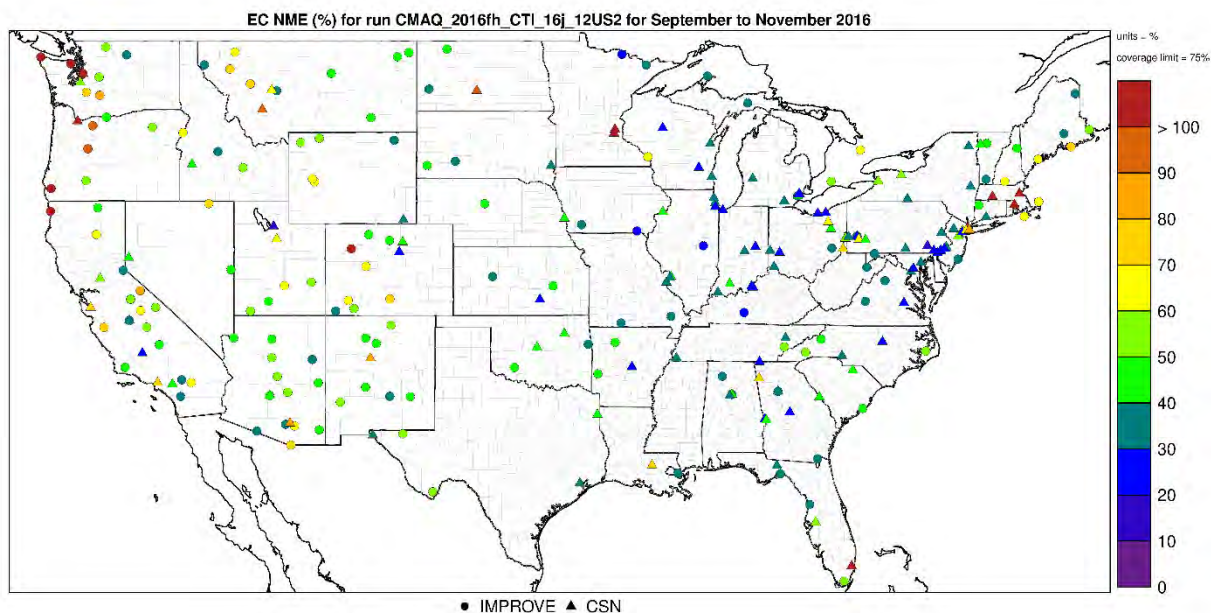 EC NME (%) for run CMAQ_2016fh_CTI_16j_12US2 for September to November 2016
units = %
coverage limit = 75%
> 100
90
80
70
60
50
40
30
20
10
0
IMPROVE CSN